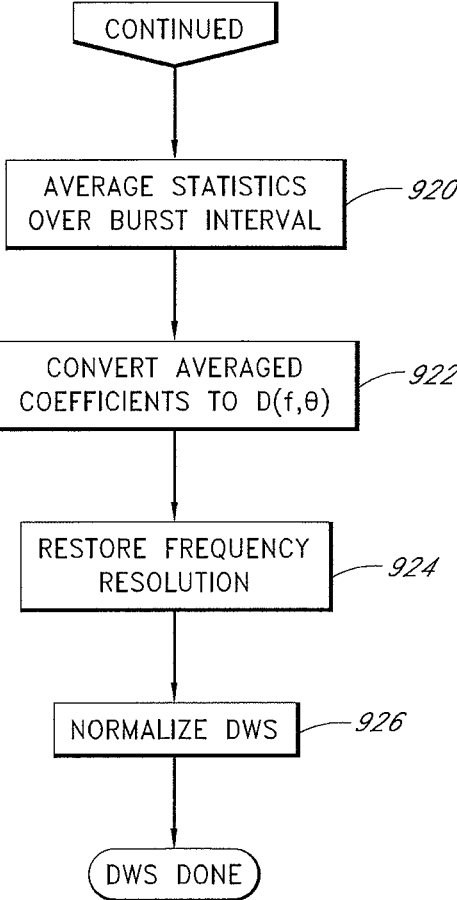 CONTINUED
AVERAGE STATISTICS
OVER BURST INTERVAL
920
CONVERT AVERAGED
COEFFICIENTS TO D(f,θ)
922
RESTORE FREQUENCY
RESOLUTION
924
NORMALIZE DWS
926
DWS DONE